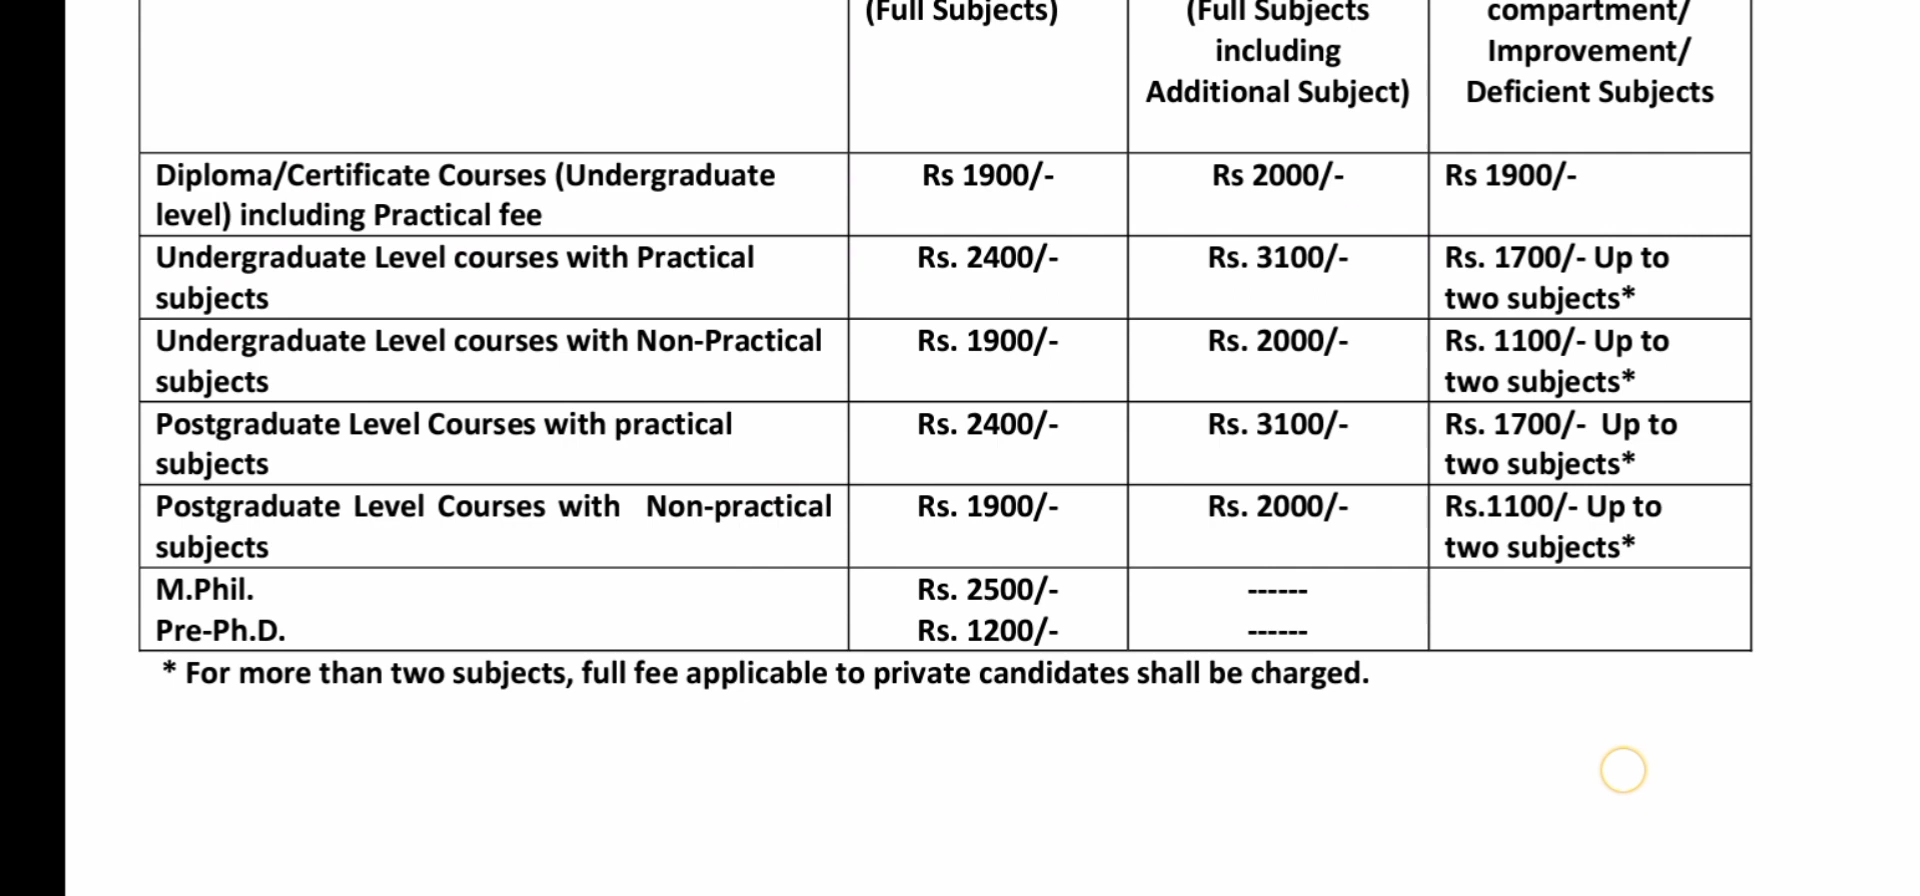 (Full Subjects) (Full Subjects compartment/
including Improvement/
Additional Subject) Deficient Subjects
Diploma/Certificate Courses (Undergraduate Rs 1900/- Rs 2000/- Rs 1900/-
level) including Practical fee
Undergraduate Level courses with Practical Rs. 2400/- Rs. 3100/- Rs. 1700/- Up to
subjects two subjects*
Undergraduate Level courses with Non-Practical Rs. 1900/- Rs. 2000/- Rs. 1100/- Up to
subjects two subjects*
Postgraduate Level Courses with practical Rs. 2400/- Rs. 3100/- Rs. 1700/- Up to
subjects two subjects*
Postgraduate Level Courses with Non-practical Rs. 1900/- Rs. 2000/- Rs.1100/- Up to
subjects two subjects*
M.Phil. Rs. 2500/- ------
Pre-Ph.D. Rs. 1200/- ------
* For more than two subjects, full fee applicable to private candidates shall be charged.